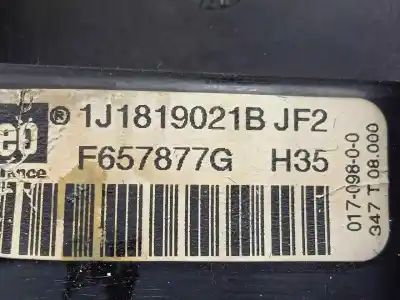 ® 1J1819021B JF2
F657877G H35
017-098-0-0
347 T 08.000